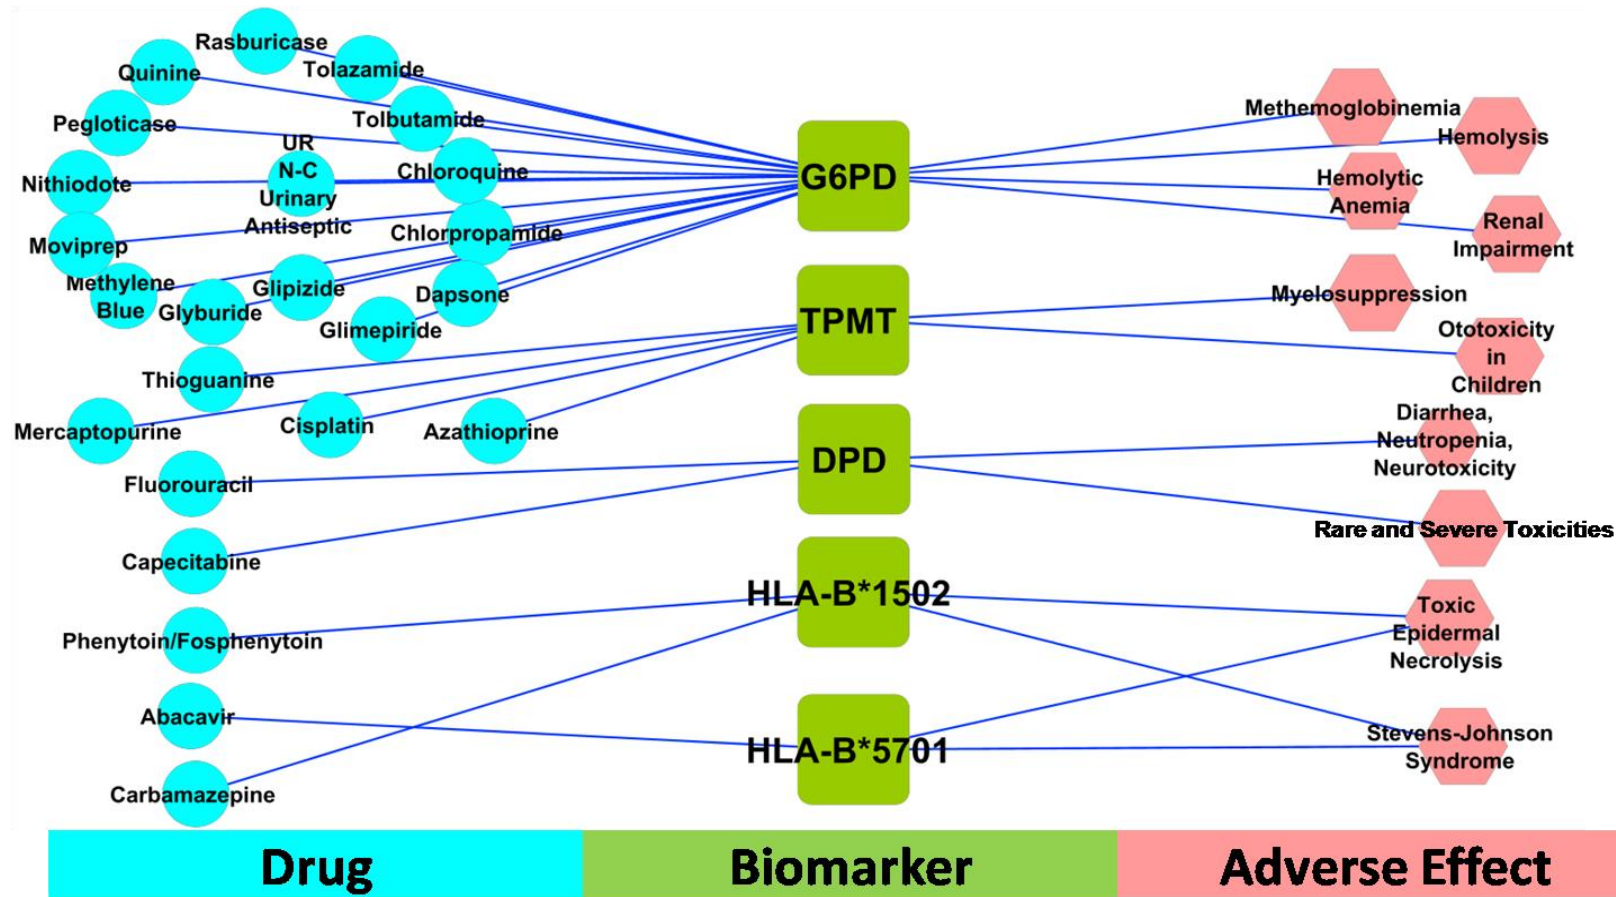 Rasburicase
Tolazamide
Quinine
Tolbutamide
Pegloticase
UR
N-C
Urinary
Antiseptic
Chloroquine
Nithiodote
Chlorpropamide
Moviprep
Methylene
Blue
Glyburide
Glipizide
Dapsone
Glimepiride
Thioguanine
Mercaptopurine
Cisplatin
Azathioprine
Fluorouracil
Capecitabine
Phenytoin/Fosphenytoin
Abacavir
Carbamazepine
G6PD
TPMT
DPD
HLA-B*1502
HLA-B*5701
Methemoglobinemia
Hemolysis
Hemolytic
Anemia
Renal
Impairment
Myelosuppression
Ototoxicity
in
Children
Diarrhea,
Neutropenia,
Neurotoxicity
Rare and Severe Toxicities
Toxic
Epidermal
Necrolysis
Stevens-Johnson
Syndrome
Drug
Biomarker
Adverse Effect